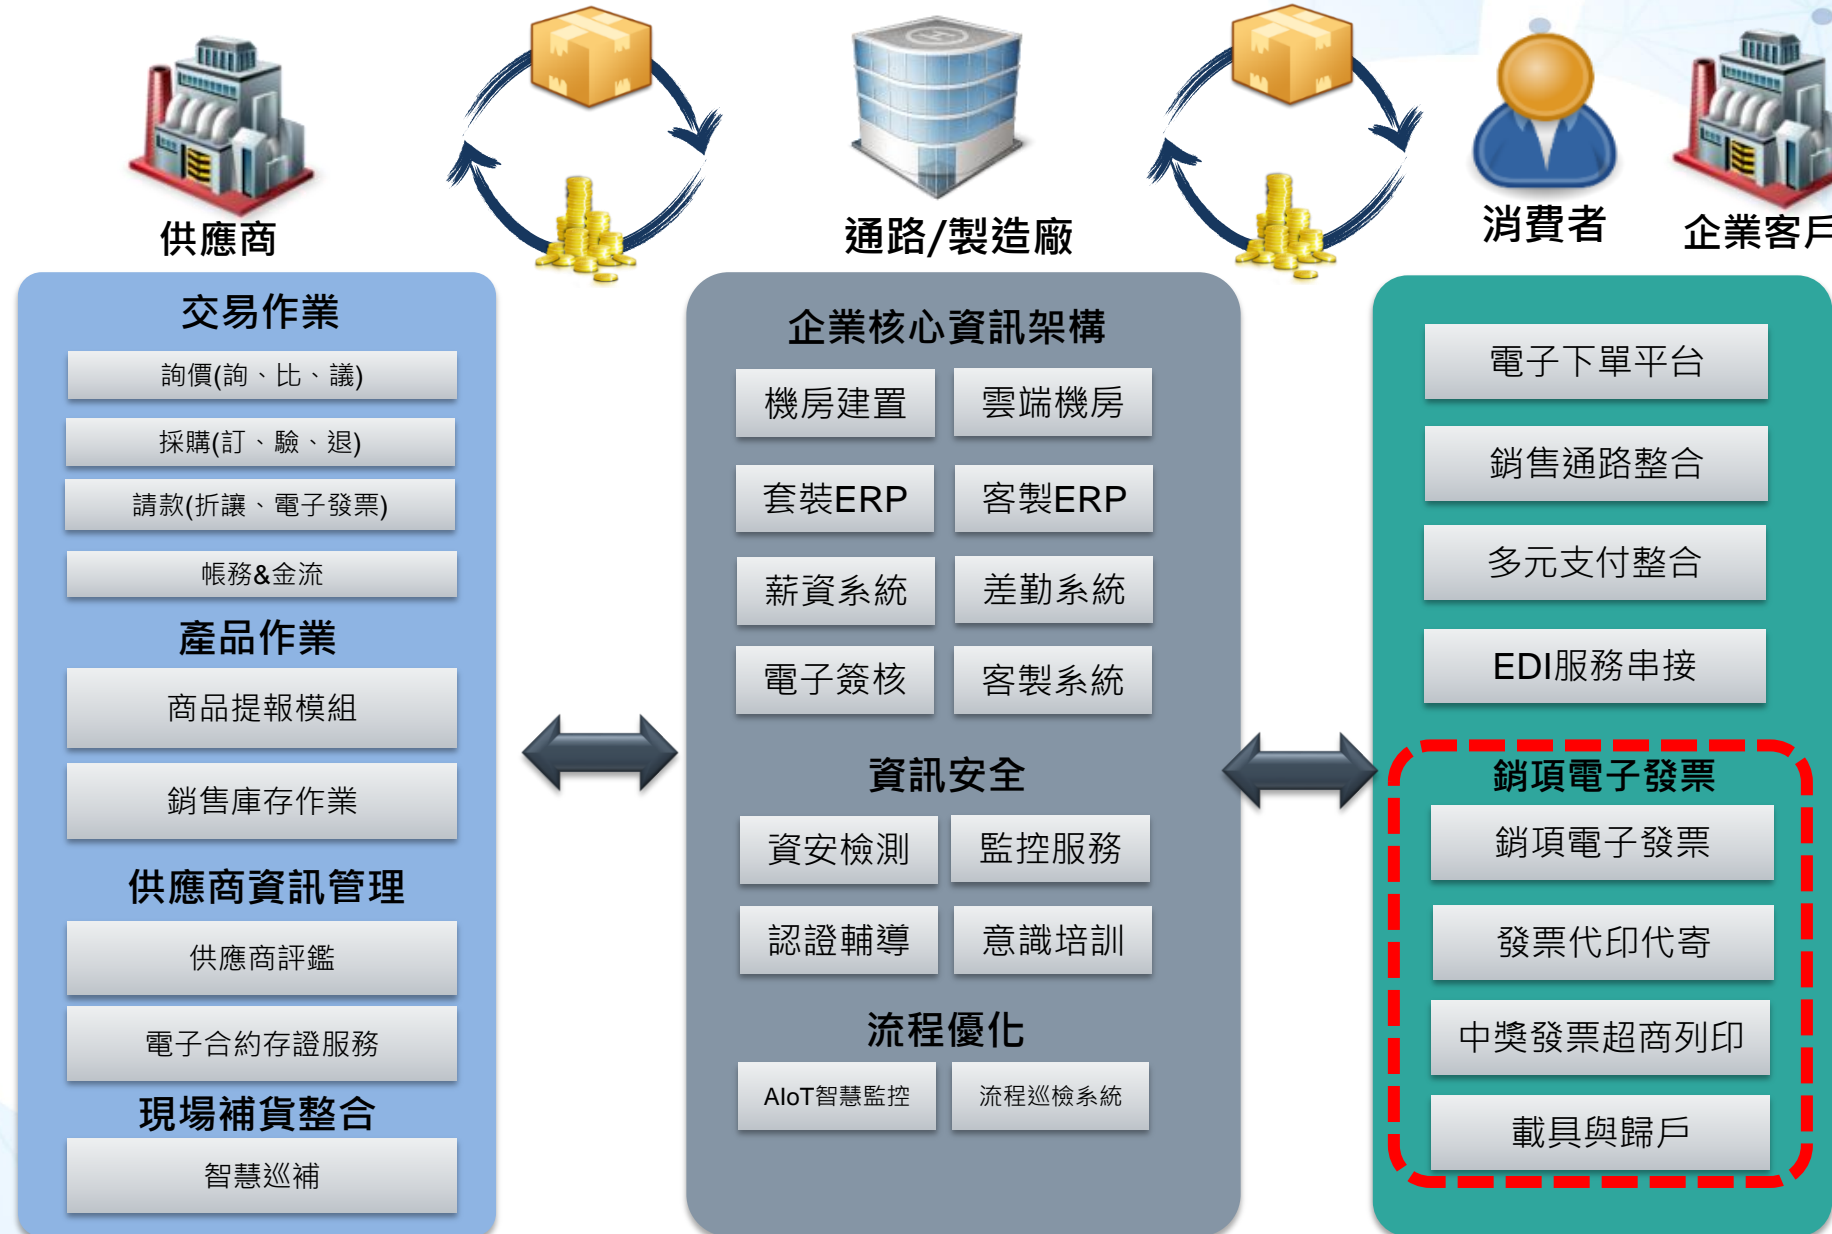 供應商
通路/製造廠
消費者
企業客戶
交易作業
詢價(詢、比、議)
採購(訂、驗、退)
請款(折讓、電子發票)
帳務&金流
產品作業
商品提報模組
銷售庫存作業
供應商資訊管理
供應商評鑑
電子合約存證服務
現場補貨整合
智慧巡補
企業核心資訊架構
機房建置
雲端機房
套裝ERP
客製ERP
薪資系統
差勤系統
電子簽核
客製系統
資訊安全
資安檢測
監控服務
認證輔導
意識培訓
流程優化
AIoT智慧監控
流程巡檢系統
電子下單平台
銷售通路整合
多元支付整合
EDI服務串接
銷項電子發票
銷項電子發票
發票代印代寄
中獎發票超商列印
載具與歸戶